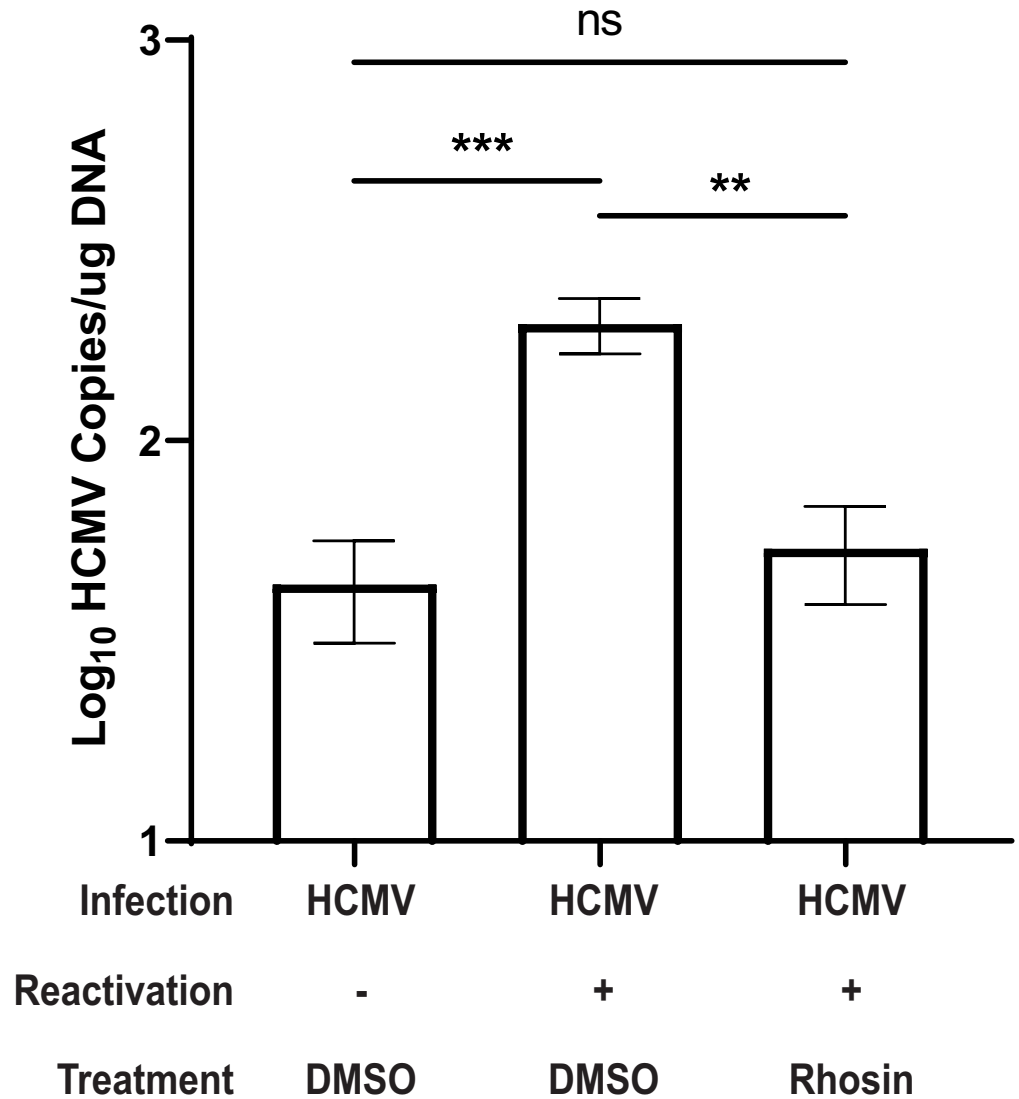 ns
3
***
**
Log10 HCMV Copies/ug DNA
2
1
Infection HCMV HCMV HCMV
Reactivation - + +
Treatment DMSO DMSO Rhosin